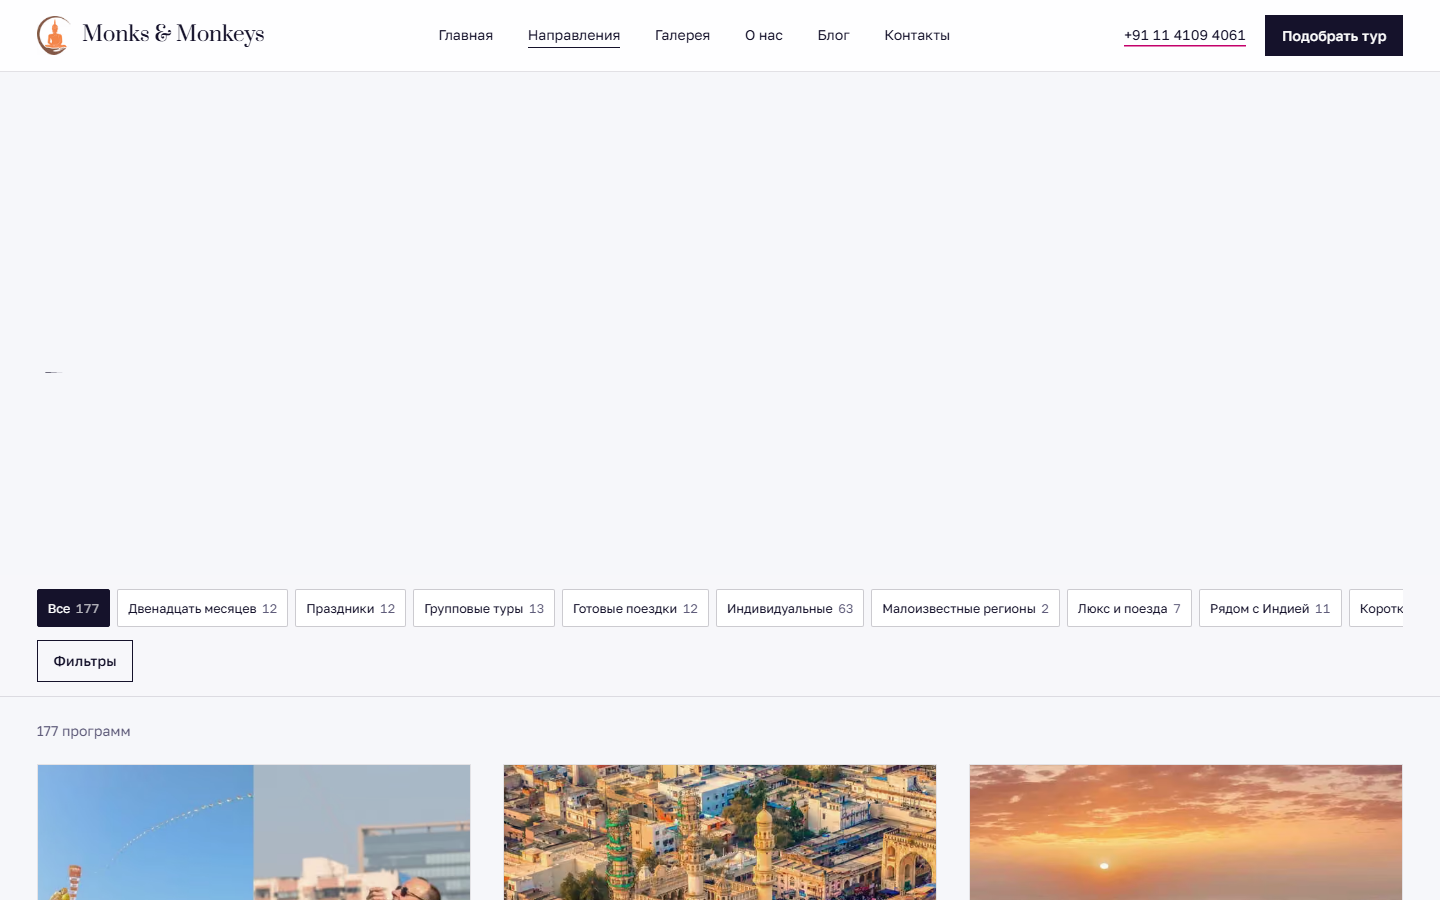 Monks & Monkeys
Главная
Направления
Галерея
О нас
Блог
Контакты
+91 11 4109 4061
Подобрать тур
Все 177
Двенадцать месяцев 12
Праздники 12
Групповые туры 13
Готовые поездки 12
Индивидуальные 63
Малоизвестные регионы 2
Люкс и поезда 7
Рядом с Индией 11
Фильтры
177 программ